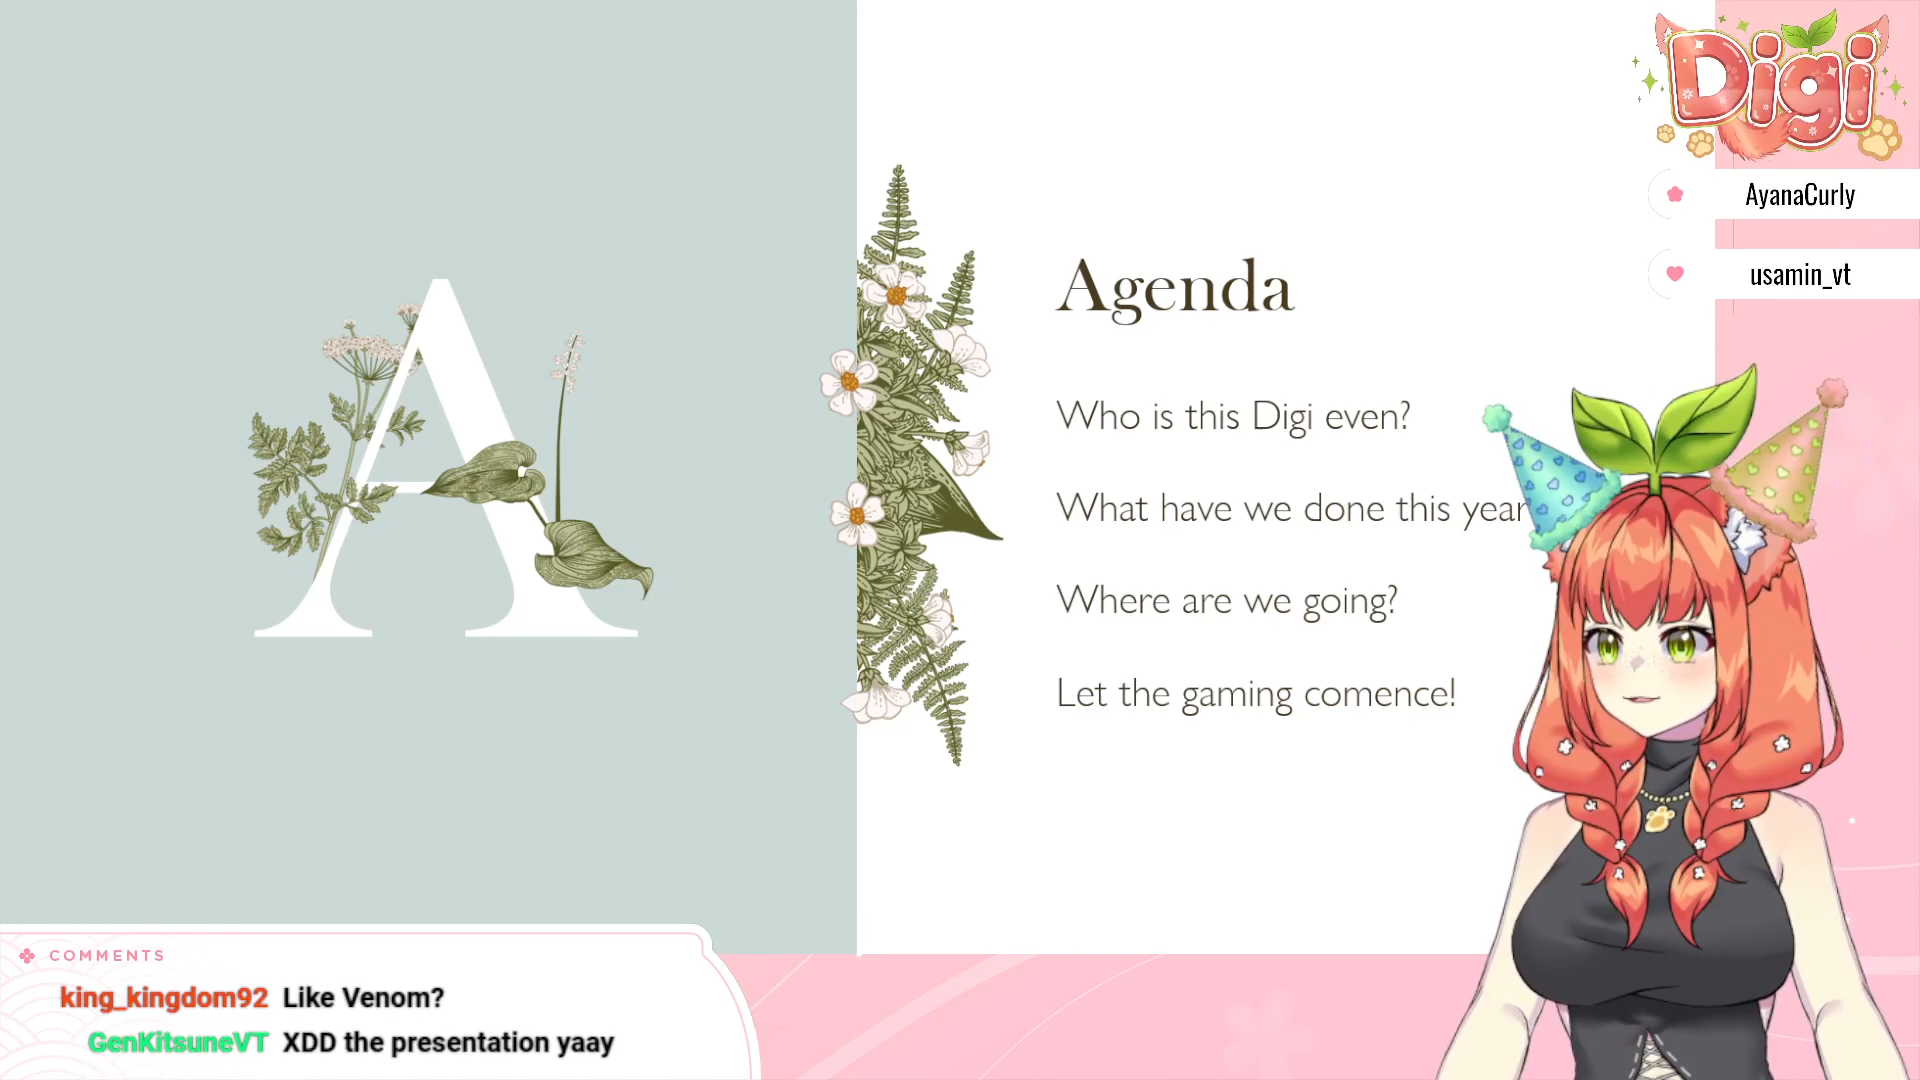 Digi
AyanaCurly
usamin_vt
A
Agenda
Who is this Digi even?
What have we done this year
Where are we going?
Let the gaming comence!
COMMENTS
king_kingdom92 Like Venom?
GenKitsuneVT XDD the presentation yaay